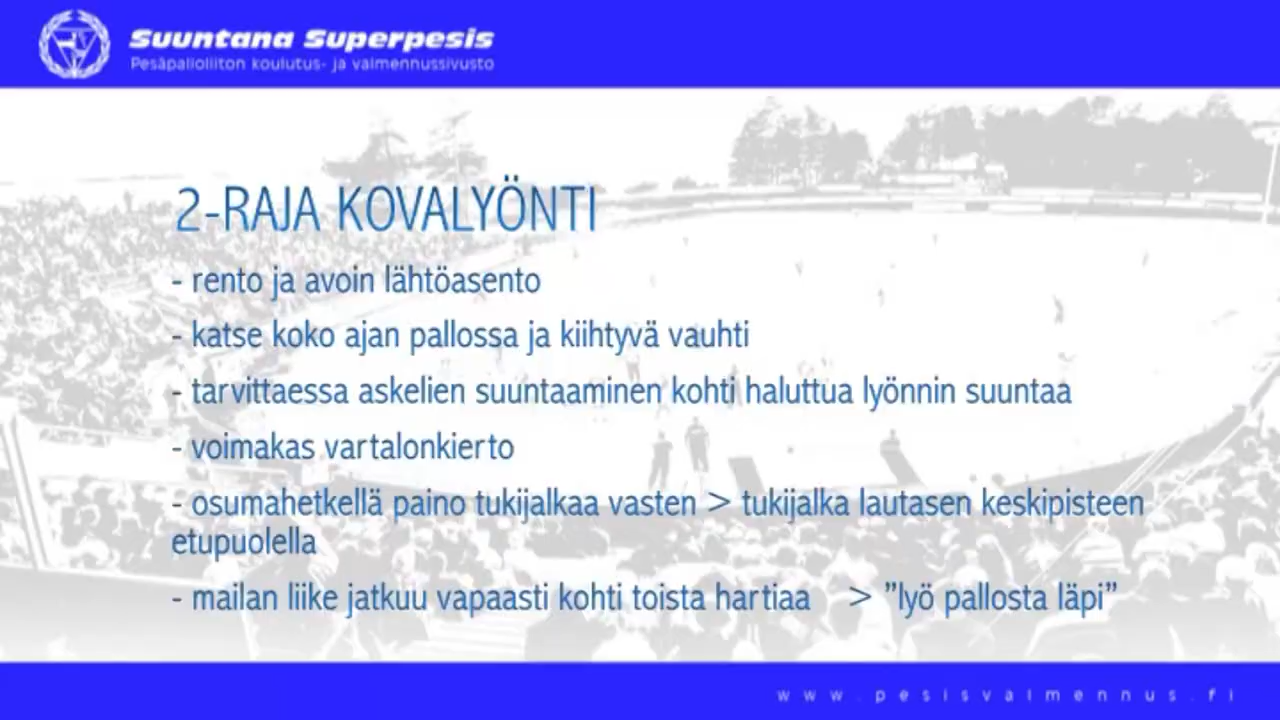 Suuntana Superpesis
Pesäpalloliiton koulutus- ja valmennussivusto
2-RAJA KOVALYÖNTI
- rento ja avoin lähtöasento
- katse koko ajan pallossa ja kiihtyvä vauhti
- tarvittaessa askelien suuntaaminen kohti haluttua lyönnin suuntaa
- voimakas vartalonkierto
- osumahetkellä paino tukijalkaa vasten > tukijalka lautasen keskipisteen
etupuolella
- mailan liike jatkuu vapaasti kohti toista hartiaa > ”lyö pallosta läpi”
www.pesisvalmennus.fi